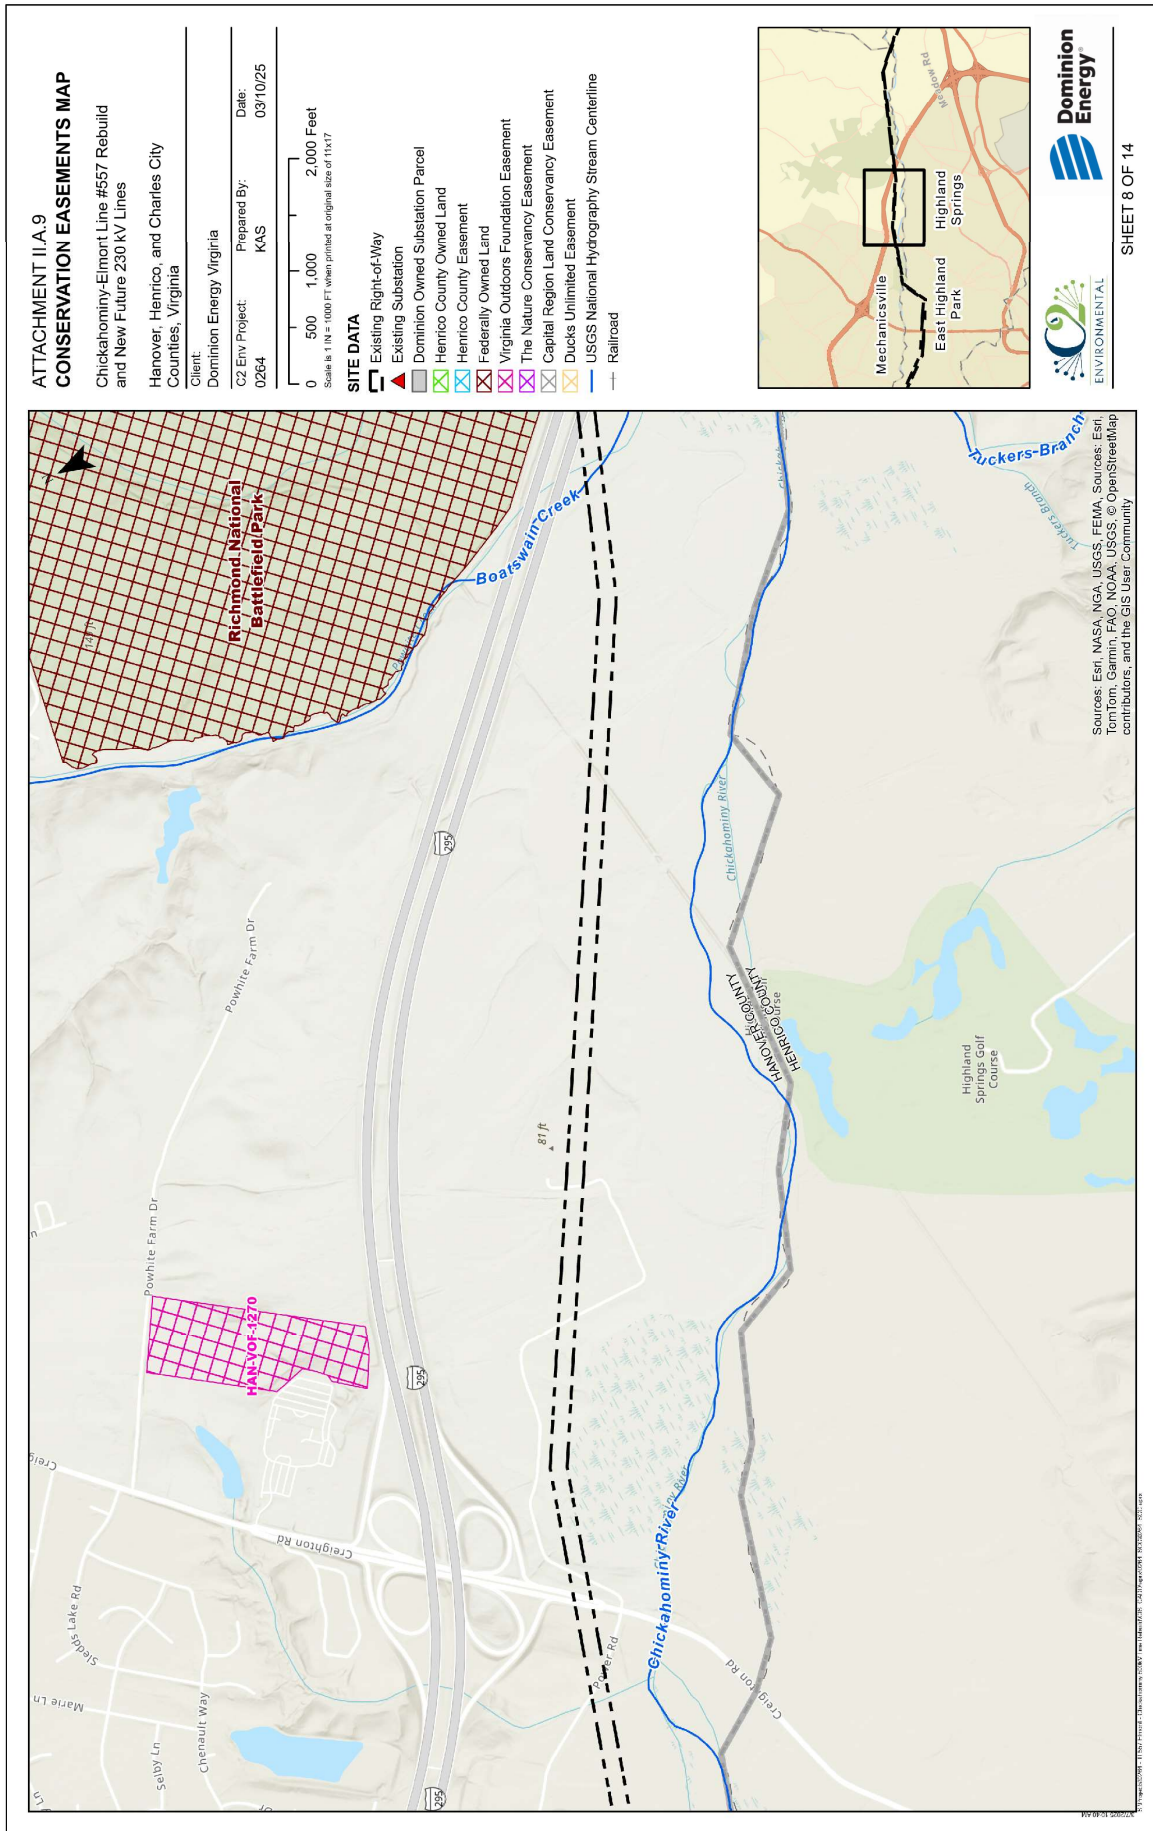 ATTACHMENT II.A.9
CONSERVATION EASEMENTS MAP
Chickahominy-Elmont Line #557 Rebuild
and New Future 230 kV Lines
Hanover, Henrico, and Charles City
Counties, Virginia
Client:
Dominion Energy Virginia
C2 Env Project: Prepared By: Date:
0264 KAS 03/10/25
0 500 1,000 2,000 Feet
Scale is 1 IN = 1000 FT when printed at original size of 11x17
SITE DATA
Existing Right-of-Way
Existing Substation
Dominion Owned Substation Parcel
Henrico County Owned Land
Henrico County Easement
Federally Owned Land
Virginia Outdoors Foundation Easement
The Nature Conservancy Easement
Capital Region Land Conservancy Easement
Ducks Unlimited Easement
USGS National Hydrography Stream Centerline
Railroad
Mechanicsville
East Highland
Park
Highland
Springs
Meadow Rd
C2
ENVIRONMENTAL
Dominion
Energy®
SHEET 8 OF 14
Richmond National
Battlefield Park
Boatswain Creek
Powhite Farm Dr
Powhite Farm Dr
HAN-VOF-1270
295
295
295
Creighton Rd
Creighton Rd
Sledds Lake Rd
Marie Ln
Selby Ln
Chenault Way
Power Rd
81 ft
Chickahominy River
Chickahominy River
HANOVER COUNTY
HENRICO COUNTY
Highland
Springs Golf
Course
Tuckers Branch
Tuckers Branch
Sources: Esri, NASA, NGA, USGS, FEMA, Sources: Esri,
TomTom, Garmin, FAO, NOAA, USGS, © OpenStreetMap
contributors, and the GIS User Community